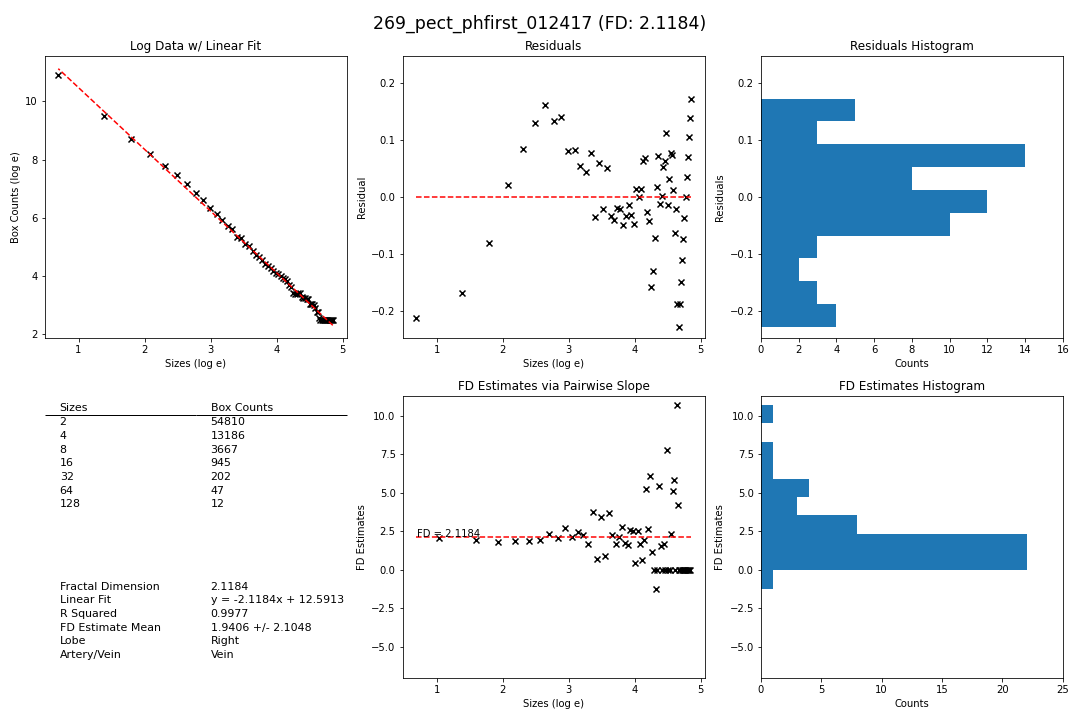 269_pect_phfirst_012417 (FD: 2.1184)
Log Data w/ Linear Fit
Box Counts (log e)
10
8
6
4
2
1 2 3 4 5
Sizes (log e)
Residuals
Residual
0.2
0.1
0.0
−0.1
−0.2
1 2 3 4 5
Sizes (log e)
Residuals Histogram
Residuals
0.2
0.1
0.0
−0.1
−0.2
0 2 4 6 8 10 12 14 16
Counts
Sizes Box Counts
2 54810
4 13186
8 3667
16 945
32 202
64 47
128 12
Fractal Dimension 2.1184
Linear Fit y = -2.1184x + 12.5913
R Squared 0.9977
FD Estimate Mean 1.9406 +/- 2.1048
Lobe Right
Artery/Vein Vein
FD Estimates via Pairwise Slope
FD Estimates
10.0
7.5
5.0
2.5
0.0
−2.5
−5.0
FD = 2.1184
1 2 3 4 5
Sizes (log e)
FD Estimates Histogram
FD Estimates
10.0
7.5
5.0
2.5
0.0
−2.5
−5.0
0 5 10 15 20 25
Counts